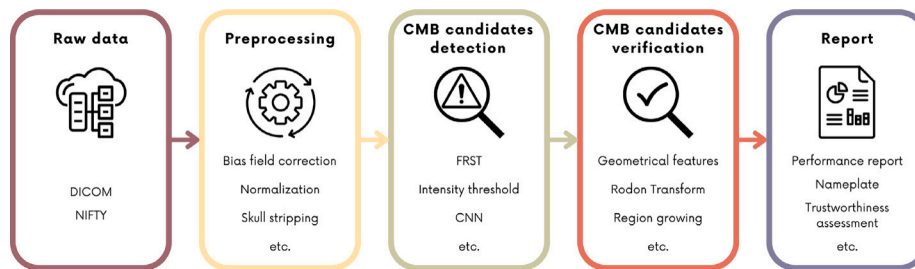 Raw data
DICOM
NIFTY
Preprocessing
Bias field correction
Normalization
Skull stripping
etc.
CMB candidates
detection
FRST
Intensity threshold
CNN
etc.
CMB candidates
verification
Geometrical features
Rodon Transform
Region growing
etc.
Report
Performance report
Nameplate
Trustworthiness
assessment
etc.